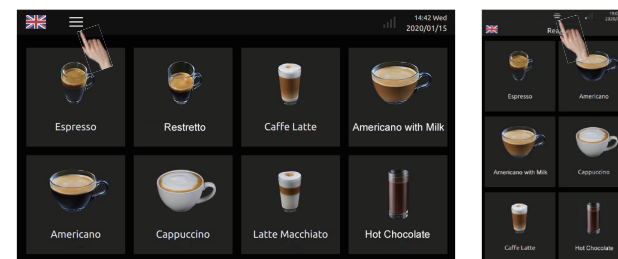 14:42 Wed
2020/01/15
Espresso
Restretto
Caffe Latte
Americano with Milk
Americano
Cappuccino
Latte Macchiato
Hot Chocolate
Espresso
Americano
Americano with Milk
Cappuccino
Caffe Latte
Hot Chocolate